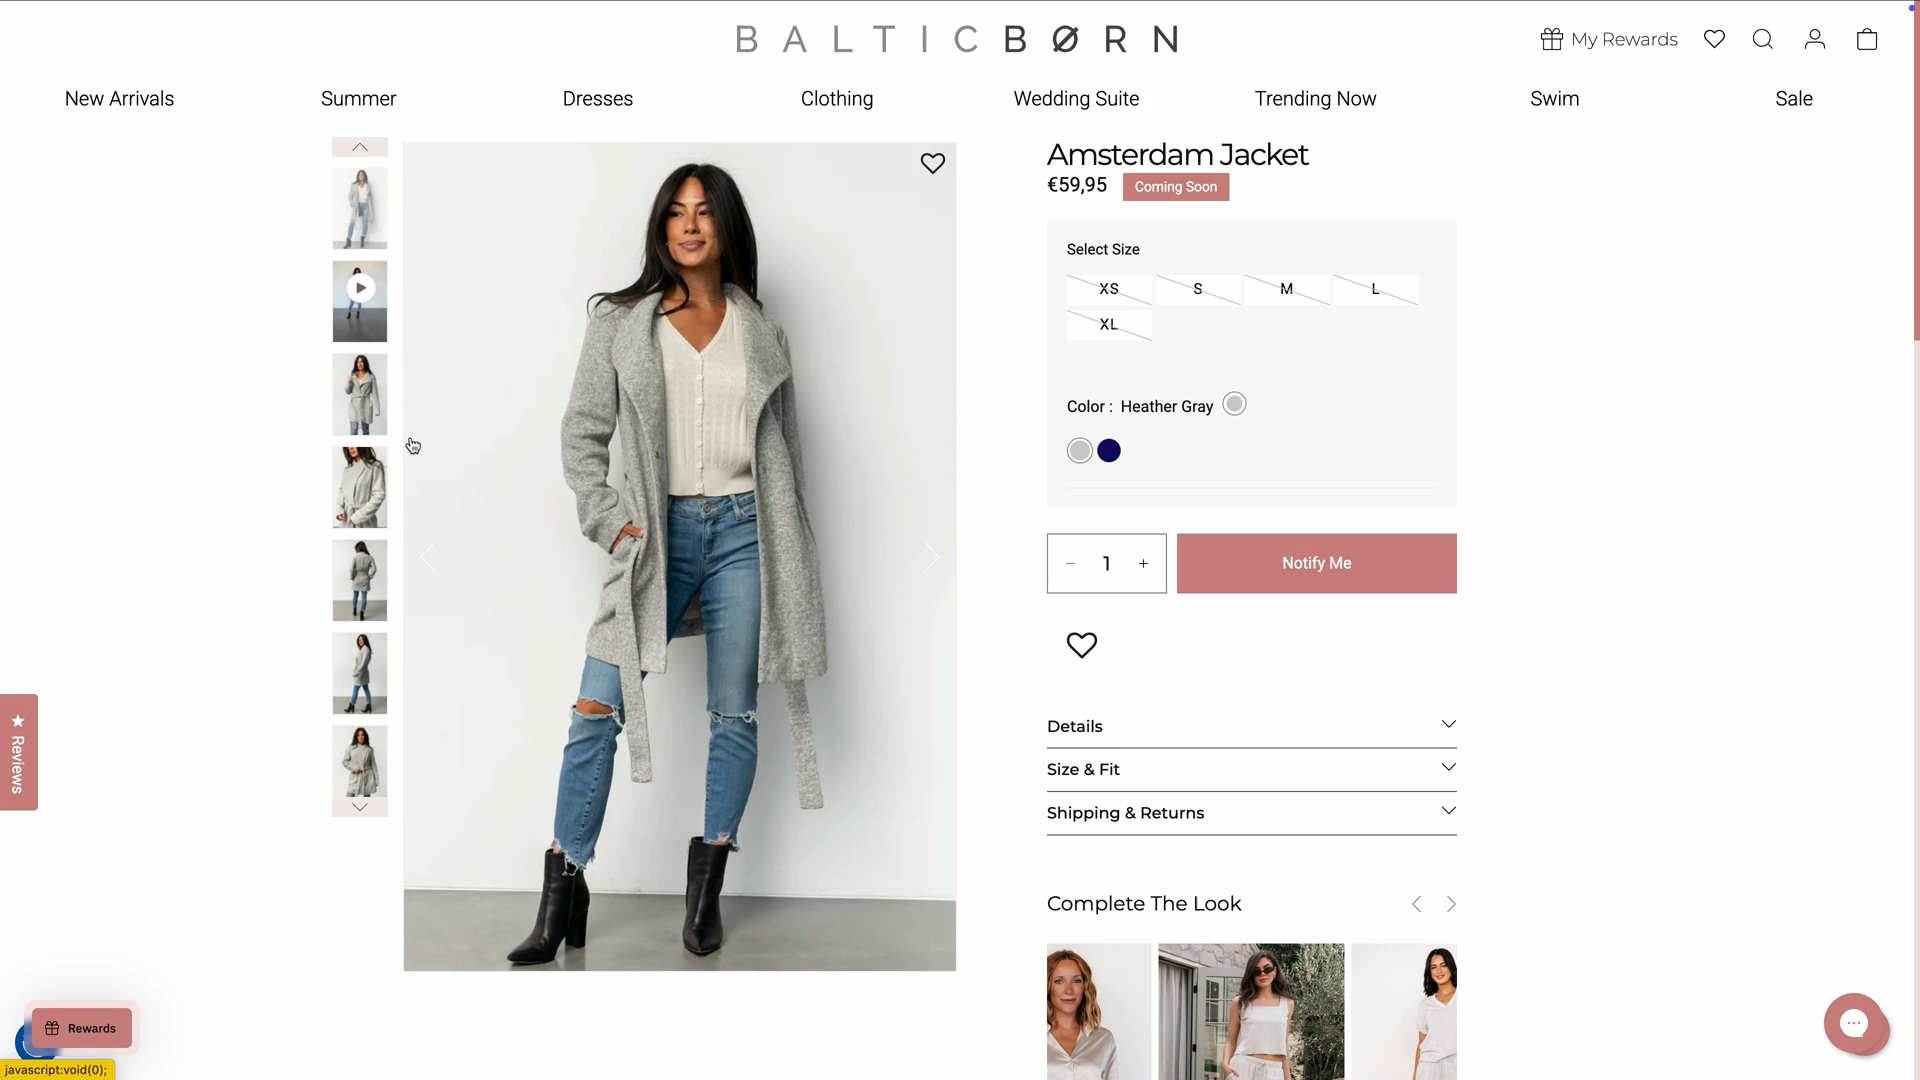 BALTICBØRN
My Rewards
New Arrivals
Summer
Dresses
Clothing
Wedding Suite
Trending Now
Swim
Sale
Amsterdam Jacket
€59,95
Coming Soon
Select Size
XS
S
M
L
XL
Color : Heather Gray
− 1 +
Notify Me
Details
Size & Fit
Shipping & Returns
Complete The Look
★ Reviews
Rewards
javascript:void(0);